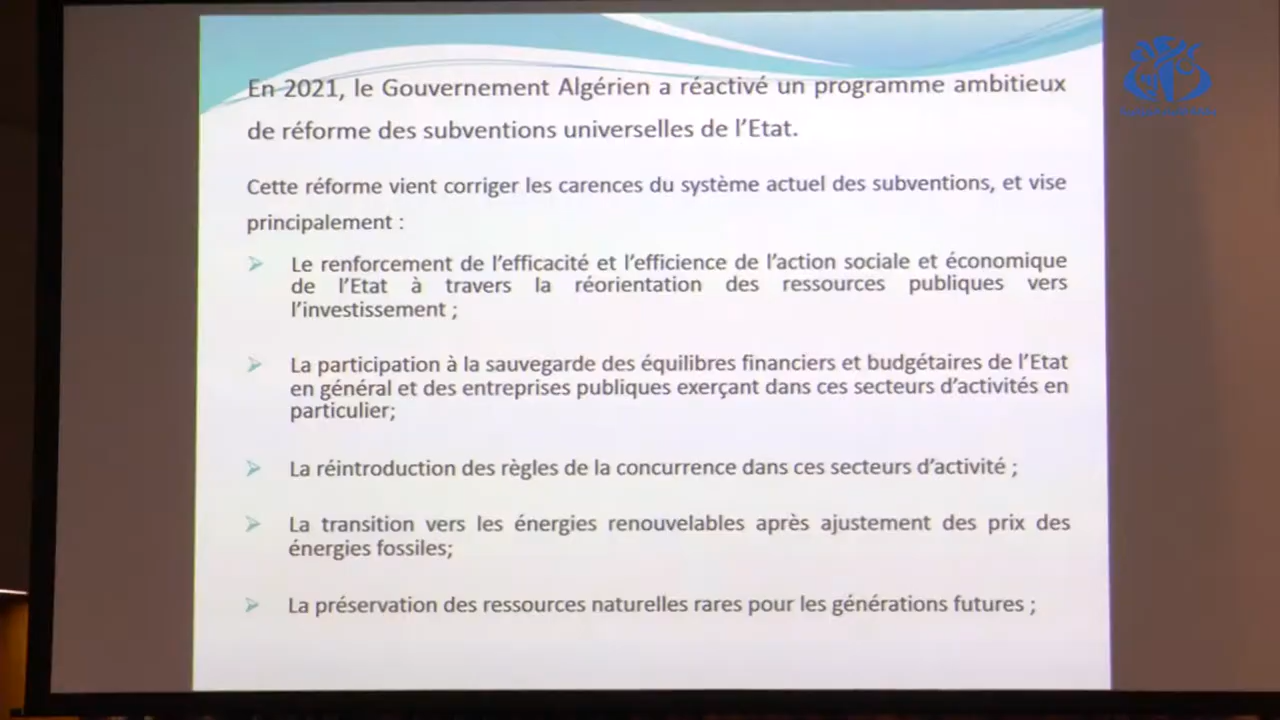 En 2021, le Gouvernement Algérien a réactivé un programme ambitieux
de réforme des subventions universelles de l'Etat.
Cette réforme vient corriger les carences du système actuel des subventions, et vise
principalement :
Le renforcement de l'efficacité et l'efficience de l'action sociale et économique
de l'Etat à travers la réorientation des ressources publiques vers
l'investissement ;
La participation à la sauvegarde des équilibres financiers et budgétaires de l'Etat
en général et des entreprises publiques exerçant dans ces secteurs d'activités en
particulier;
La réintroduction des règles de la concurrence dans ces secteurs d'activité ;
La transition vers les énergies renouvelables après ajustement des prix des
énergies fossiles;
La préservation des ressources naturelles rares pour les générations futures ;